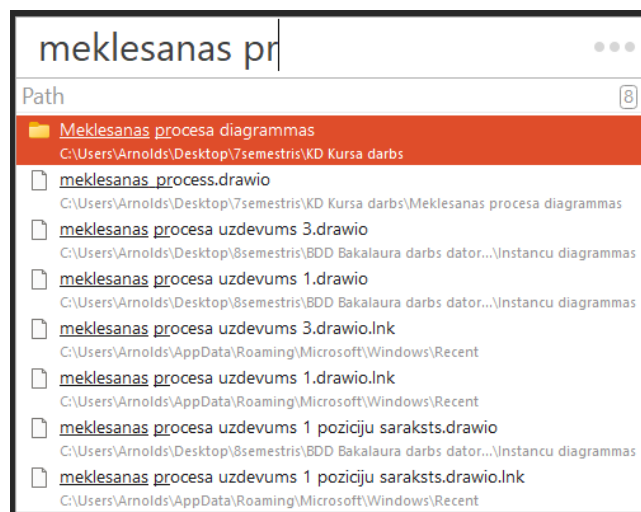 meklesanas pr
Path 8
Meklesanas procesa diagrammas
C:\Users\Arnolds\Desktop\7semestris\KD Kursa darbs
meklesanas_process.drawio
C:\Users\Arnolds\Desktop\7semestris\KD Kursa darbs\Meklesanas procesa diagrammas
meklesanas procesa uzdevums 3.drawio
C:\Users\Arnolds\Desktop\8semestris\BDD Bakalaura darbs dator...\Instancu diagrammas
meklesanas procesa uzdevums 1.drawio
C:\Users\Arnolds\Desktop\8semestris\BDD Bakalaura darbs dator...\Instancu diagrammas
meklesanas procesa uzdevums 3.drawio.lnk
C:\Users\Arnolds\AppData\Roaming\Microsoft\Windows\Recent
meklesanas procesa uzdevums 1.drawio.lnk
C:\Users\Arnolds\AppData\Roaming\Microsoft\Windows\Recent
meklesanas procesa uzdevums 1 poziciju saraksts.drawio
C:\Users\Arnolds\Desktop\8semestris\BDD Bakalaura darbs dator...\Instancu diagrammas
meklesanas procesa uzdevums 1 poziciju saraksts.drawio.lnk
C:\Users\Arnolds\AppData\Roaming\Microsoft\Windows\Recent